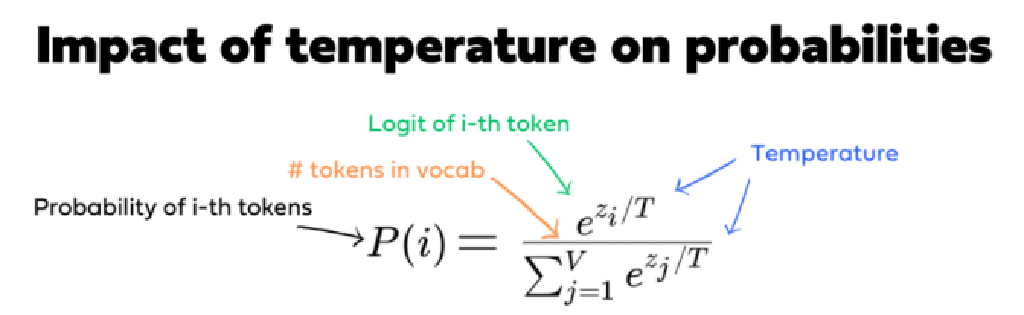 Impact of temperature on probabilities
Logit of i-th token
Temperature
# tokens in vocab
Probability of i-th tokens
P(i) = \frac{e^{z_i/T}}{\sum_{j=1}^{V} e^{z_j/T}}